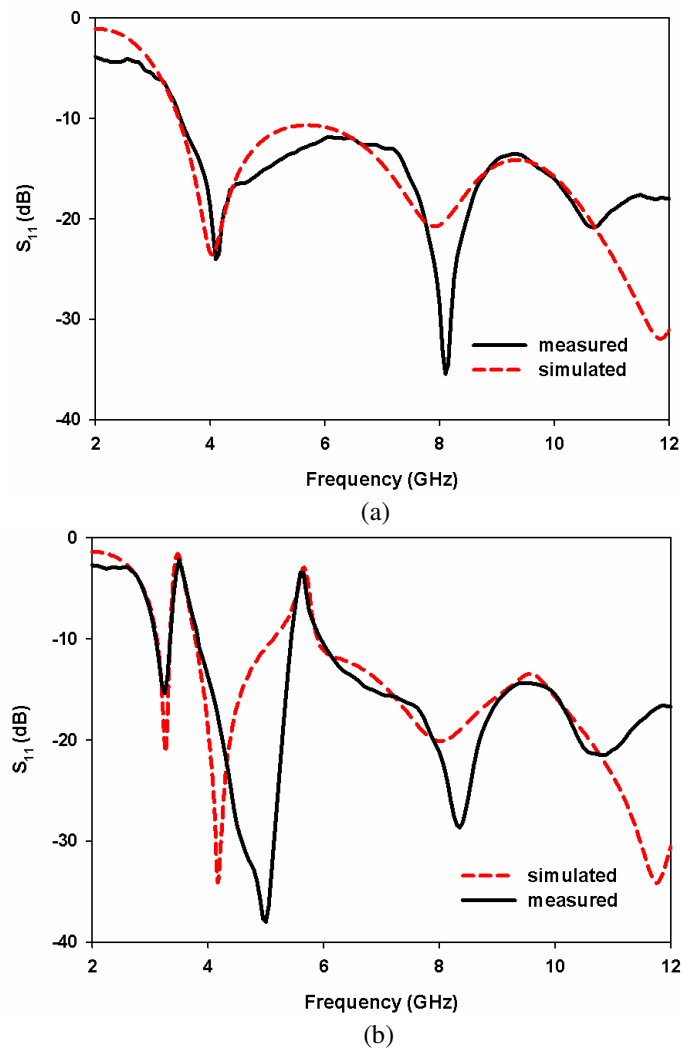 0
-10
-20
-30
-40
S11 (dB)
measured
simulated
2 4 6 8 10 12
Frequency (GHz)
(a)
0
-10
-20
-30
-40
S11 (dB)
simulated
measured
2 4 6 8 10 12
Frequency (GHz)
(b)